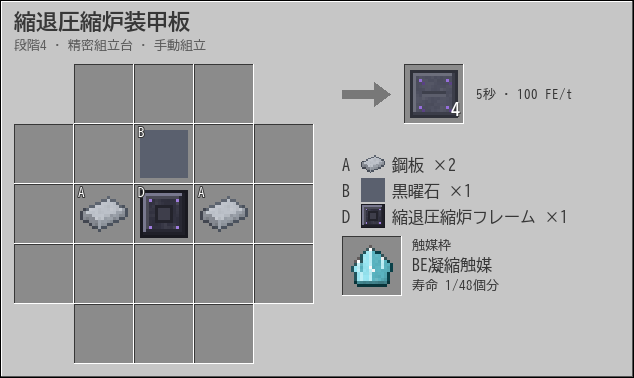 縮退圧縮炉装甲板
段階4 · 精密組立台 · 手動組立
4
5秒 · 100 FE/t
B
A
D
A
A 鋼板 ×2
B 黒曜石 ×1
D 縮退圧縮炉フレーム ×1
触媒枠
BE凝縮触媒
寿命 1/48個分